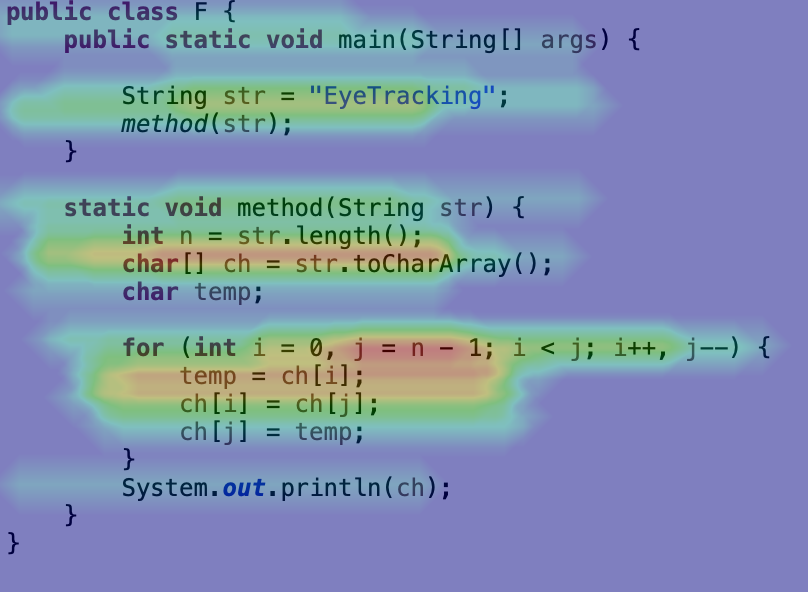 public class F {
    public static void main(String[] args) {
        String str = "EyeTracking";
        method(str);
    }
    static void method(String str) {
        int n = str.length();
        char[] ch = str.toCharArray();
        char temp;
        for (int i = 0, j = n - 1; i < j; i++, j--) {
            temp = ch[i];
            ch[i] = ch[j];
            ch[j] = temp;
        }
        System.out.println(ch);
    }
}